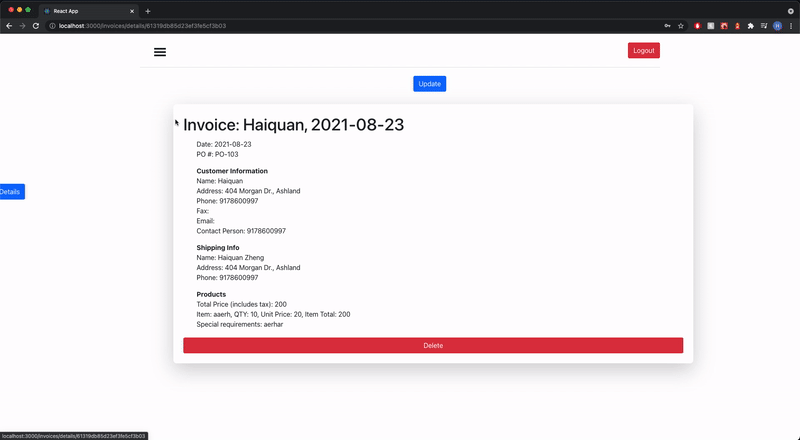 React App
localhost:3000/invoices/details/61319db85d23ef3fe5cf3b03
Logout
Update
Invoice: Haiquan, 2021-08-23
Date: 2021-08-23
PO #: PO-103
Customer Information
Name: Haiquan
Address: 404 Morgan Dr., Ashland
Phone: 9178600997
Fax:
Details
Email:
Contact Person: 9178600997
Shipping Info
Name: Haiquan Zheng
Address: 404 Morgan Dr., Ashland
Phone: 9178600997
Products
Total Price (includes tax): 200
Item: aaerh, QTY: 10, Unit Price: 20, Item Total: 200
Special requirements: aerhar
Delete
localhost:3000/invoices/details/61319db85d23ef3fe5cf3b03